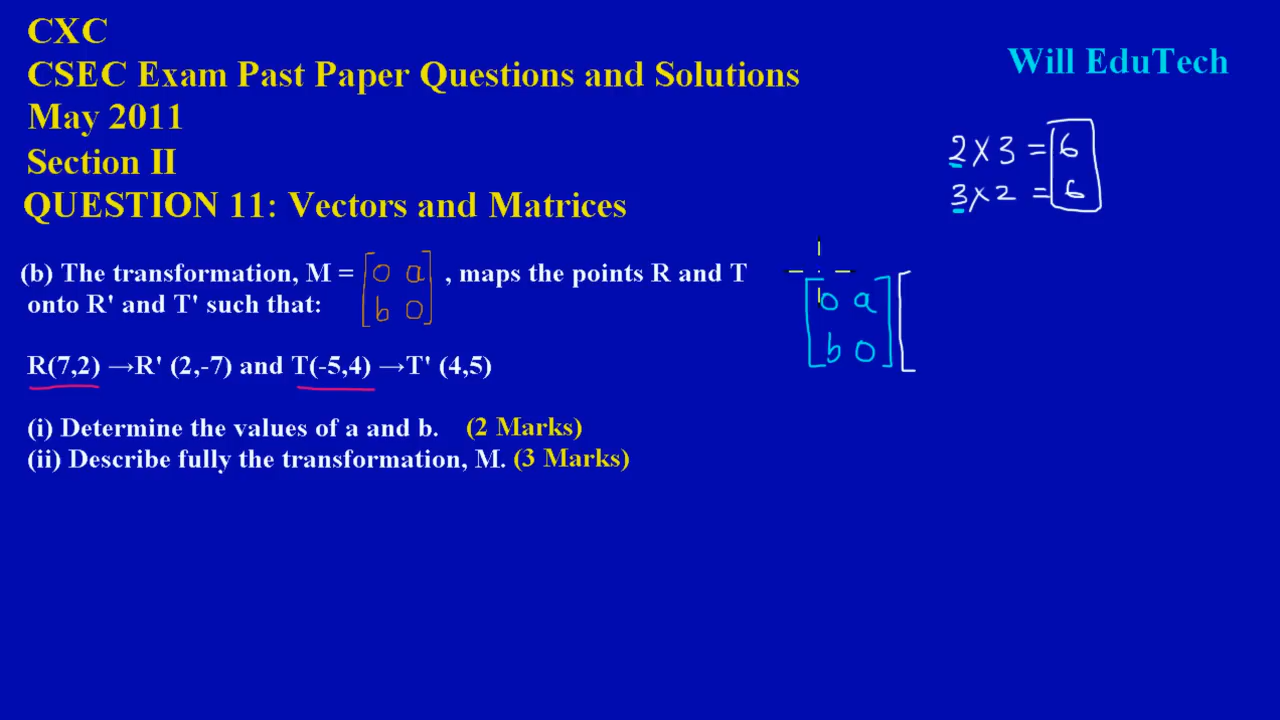 CXC
CSEC Exam Past Paper Questions and Solutions
Will EduTech
May 2011
Section II
QUESTION 11: Vectors and Matrices
2 X 3 = 6
3 X 2 = 6
(b) The transformation, M = [0 a
b 0] , maps the points R and T
onto R' and T' such that:
[0 a
b 0] [
R(7,2) →R' (2,-7) and T(-5,4) →T' (4,5)
(i) Determine the values of a and b. (2 Marks)
(ii) Describe fully the transformation, M. (3 Marks)